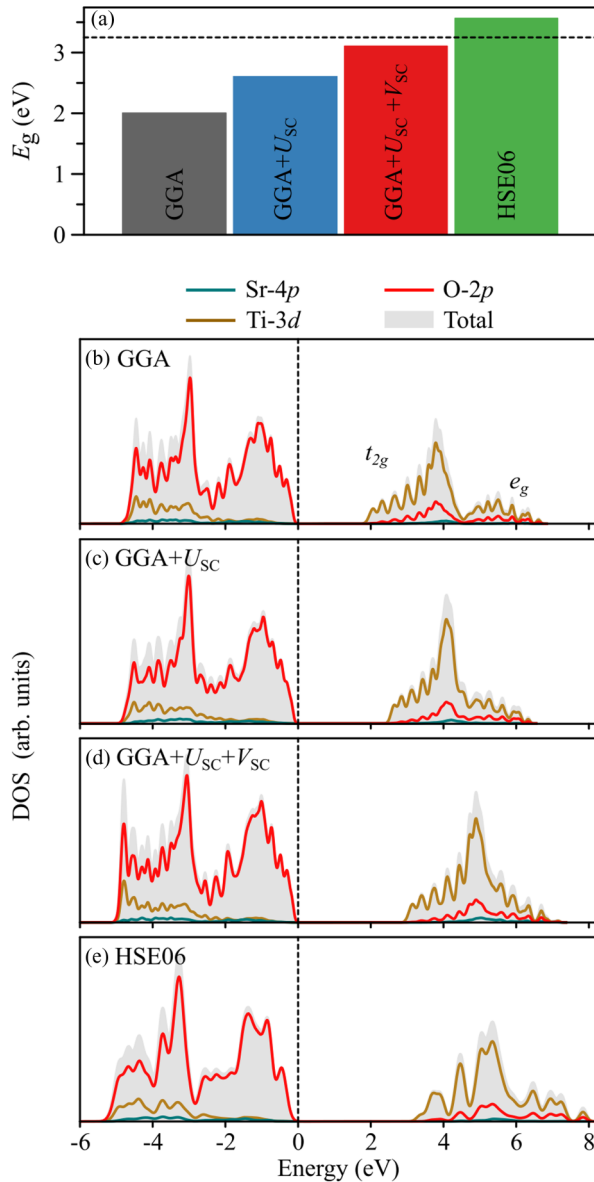 (a)
3
2
1
0
E_g (eV)
GGA
GGA+U_SC
GGA+U_SC+V_SC
HSE06
Sr-4p
O-2p
Ti-3d
Total
(b) GGA
t_2g
e_g
(c) GGA+U_SC
(d) GGA+U_SC+V_SC
(e) HSE06
DOS (arb. units)
-6 -4 -2 0 2 4 6 8
Energy (eV)